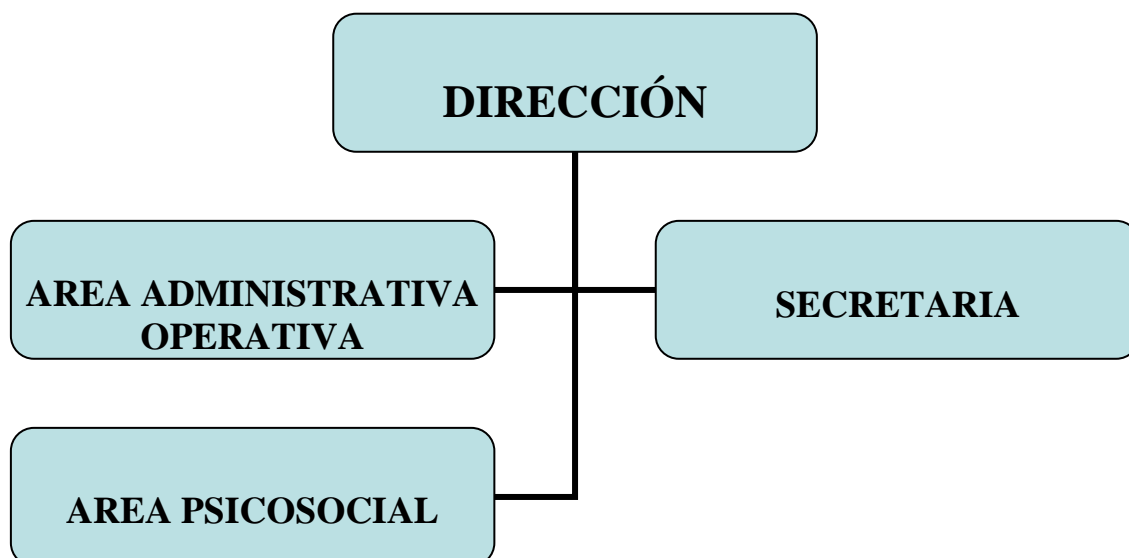 DIRECCIÓN
AREA ADMINISTRATIVA
OPERATIVA
SECRETARIA
AREA PSICOSOCIAL